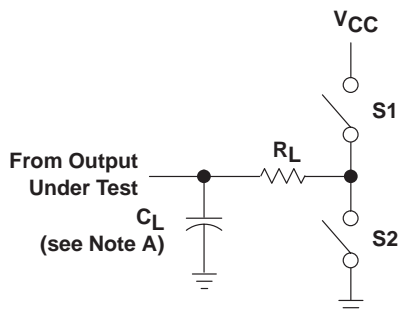 VCC
S1
From Output
Under Test
RL
CL
(see Note A)
S2